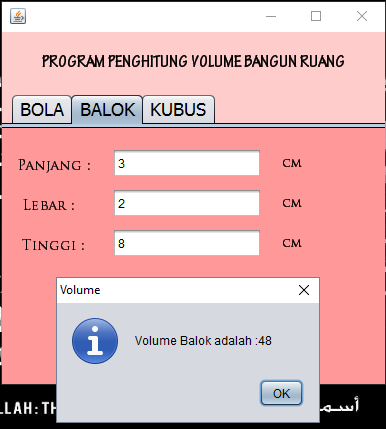 PROGRAM PENGHITUNG VOLUME BANGUN RUANG
BOLA BALOK KUBUS
PANJANG : 3 CM
LEBAR : 2 CM
TINGGI : 8 CM
Volume
Volume Balok adalah :48
OK
LLAH: TH